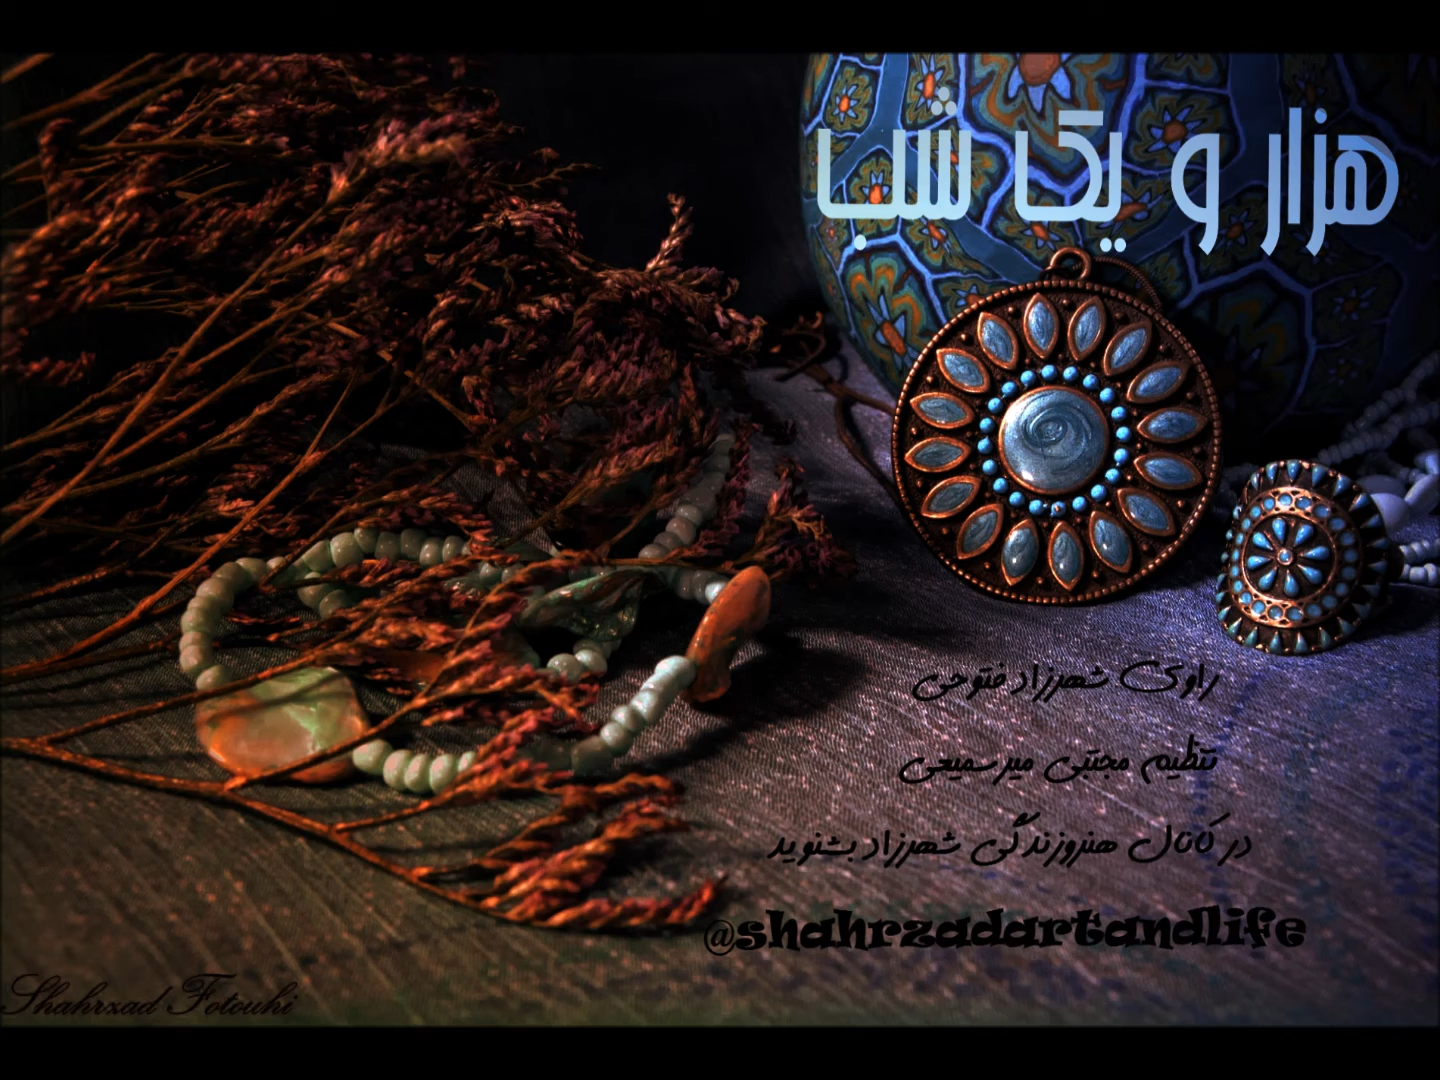 هزار و یک شب
راوی شهرزاد فتوحی
تنظیم مجتبی میرسمیعی
در کانال هنروزندگی شهرزاد بشنوید
@shahrzadartandlife
Shahrzad Fotouhi